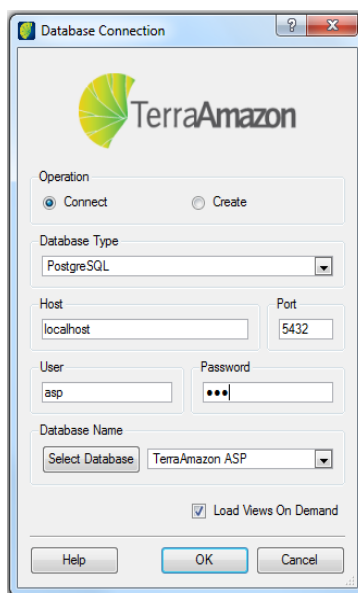 Database Connection
?
TerraAmazon
Operation
Connect Create
Database Type
PostgreSQL
Host Port
localhost 5432
User Password
asp •••
Database Name
Select Database TerraAmazon ASP
Load Views On Demand
Help OK Cancel